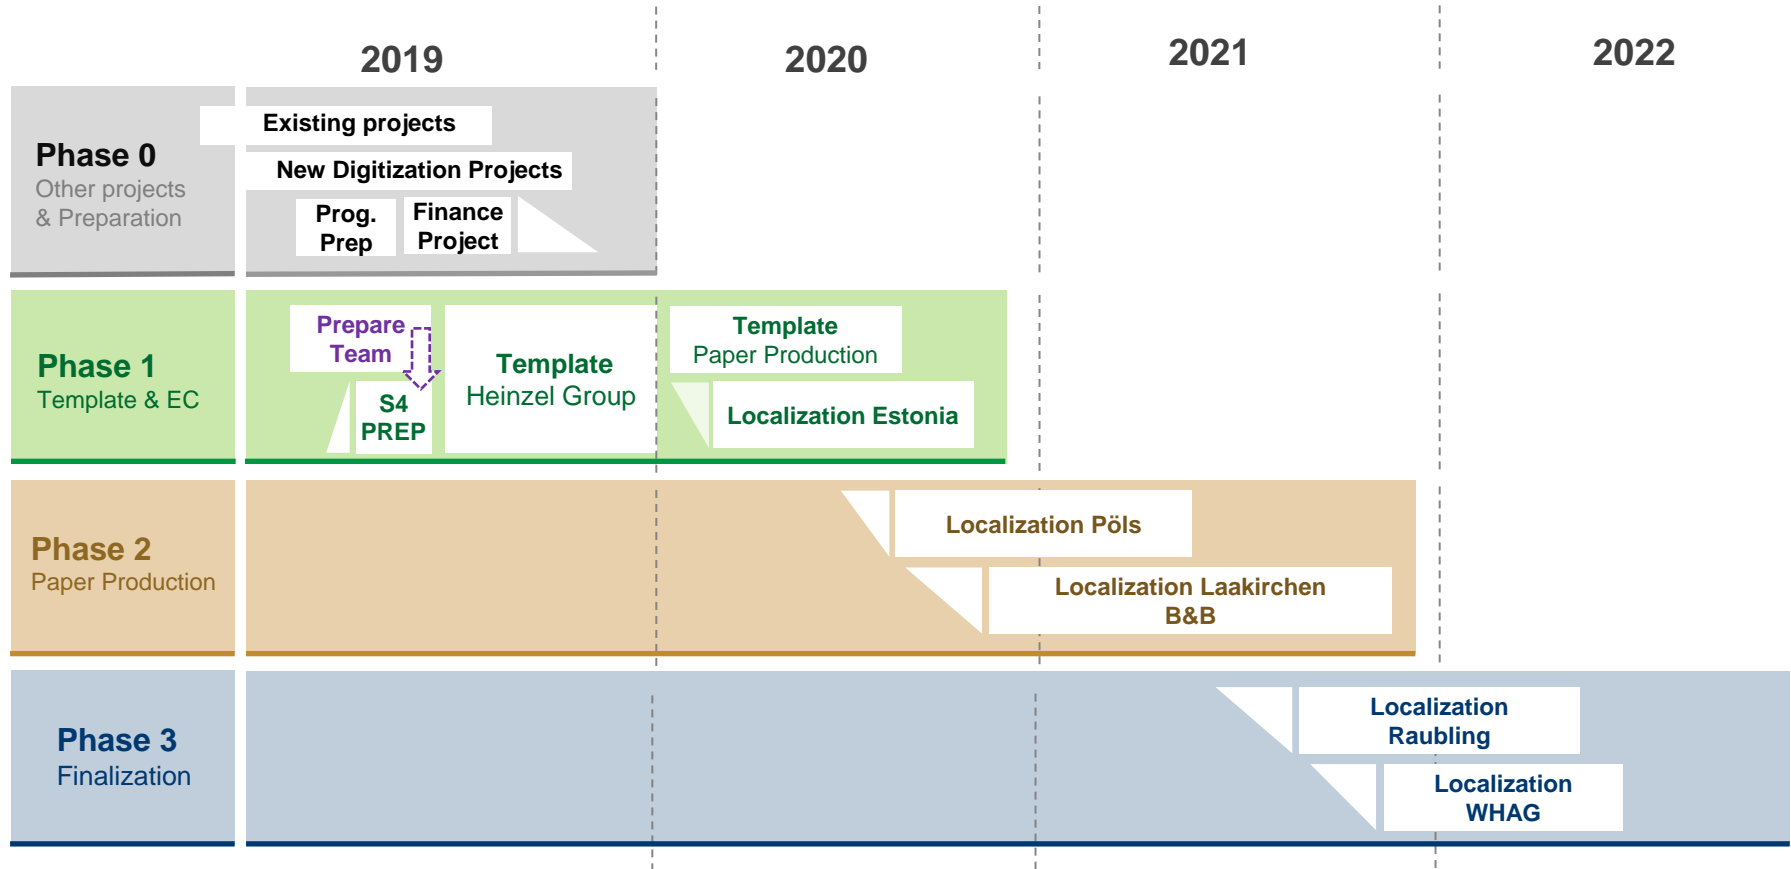 2019
2020
2021
2022
Phase 0
Other projects
& Preparation
Existing projects
New Digitization Projects
Prog.
Prep
Finance
Project
Phase 1
Template & EC
Prepare
Team
S4
PREP
Template
Heinzel Group
Template
Paper Production
Localization Estonia
Phase 2
Paper Production
Localization Pöls
Localization Laakirchen
B&B
Phase 3
Finalization
Localization
Raubling
Localization
WHAG